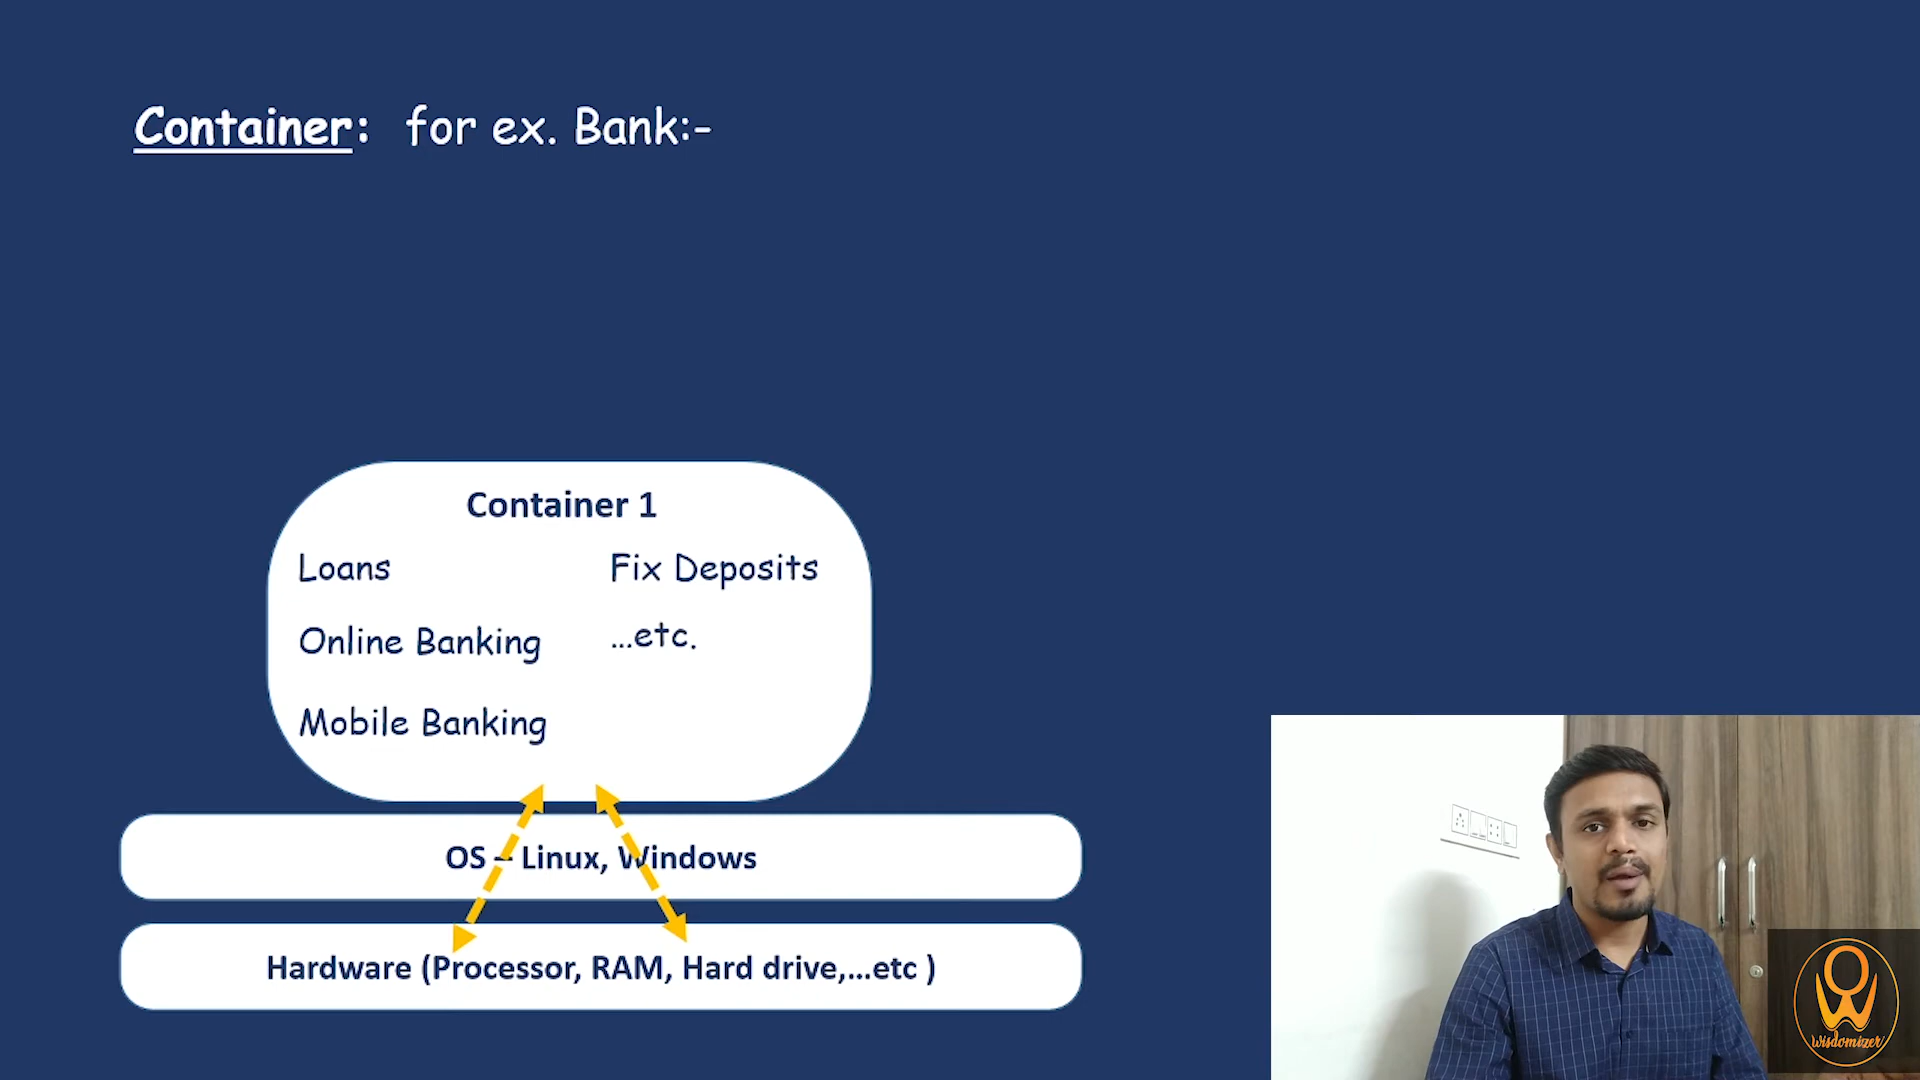 Container: for ex. Bank:-
Container 1
Loans
Fix Deposits
Online Banking
...etc.
Mobile Banking
OS – Linux, Windows
Hardware (Processor, RAM, Hard drive,...etc )
Wisdomizer